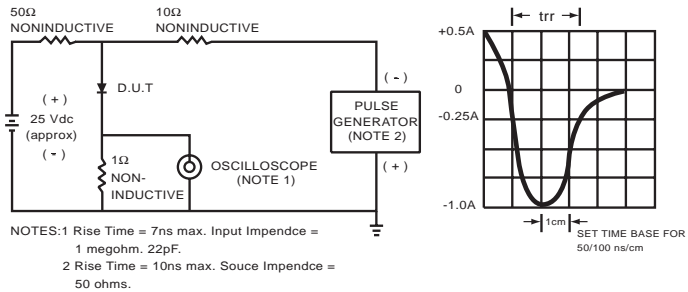 50Ω
NONINDUCTIVE
10Ω
NONINDUCTIVE
D.U.T
( + )
25 Vdc
(approx)
( - )
1Ω
NON-
INDUCTIVE
OSCILLOSCOPE
(NOTE 1)
( - )
PULSE
GENERATOR
(NOTE 2)
( + )
NOTES:1 Rise Time = 7ns max. Input Impendce =
1 megohm. 22pF.
2 Rise Time = 10ns max. Souce Impendce =
50 ohms.
trr
+0.5A
0
-0.25A
-1.0A
1cm
SET TIME BASE FOR
50/100 ns/cm